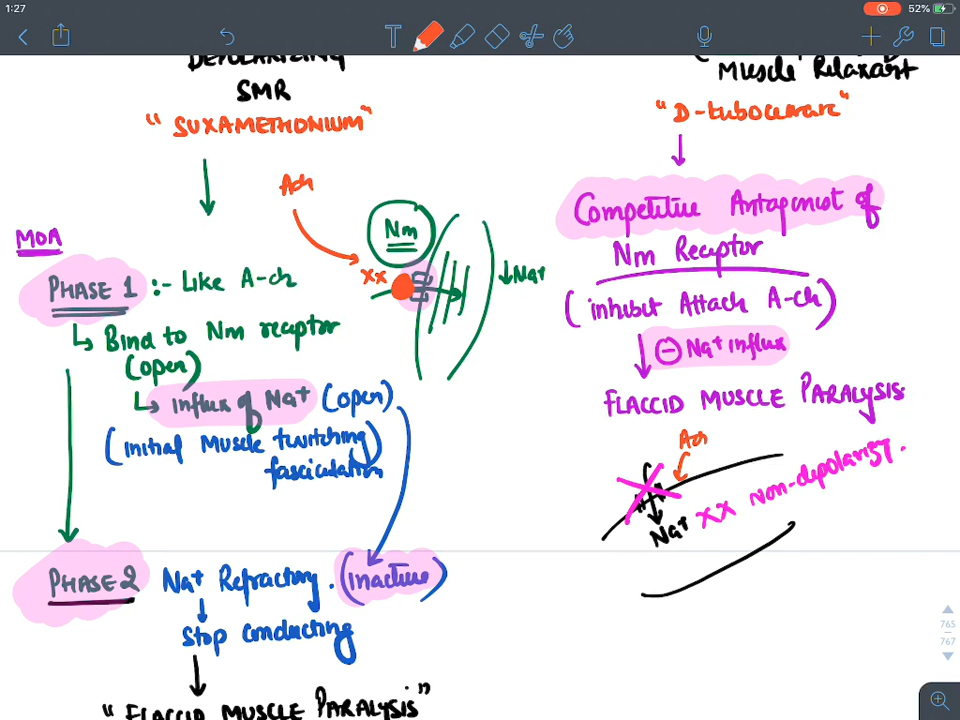 1:27
52%
DEPOLARIZING
SMR
"SUXAMETHONIUM"
Ach
Nm
xx
↓Na+
MOA
PHASE 1 :- Like A-ch
↳ Bind to Nm receptor
(open)
↳ influx of Na+ (open)
(initial Muscle twitching
fasciculation)
PHASE 2 Na+ Refractory. (inactive)
Stop conducting
"FLACCID MUSCLE PARALYSIS"
Muscle Relaxant
"D-tubocurare"
Competitive Antagonist of
Nm Receptor
(inhibit Attach A-ch)
⊖ Na+ influx
FLACCID MUSCLE PARALYSIS.
Ach
Na+ xx non-depolarizg.
765
767